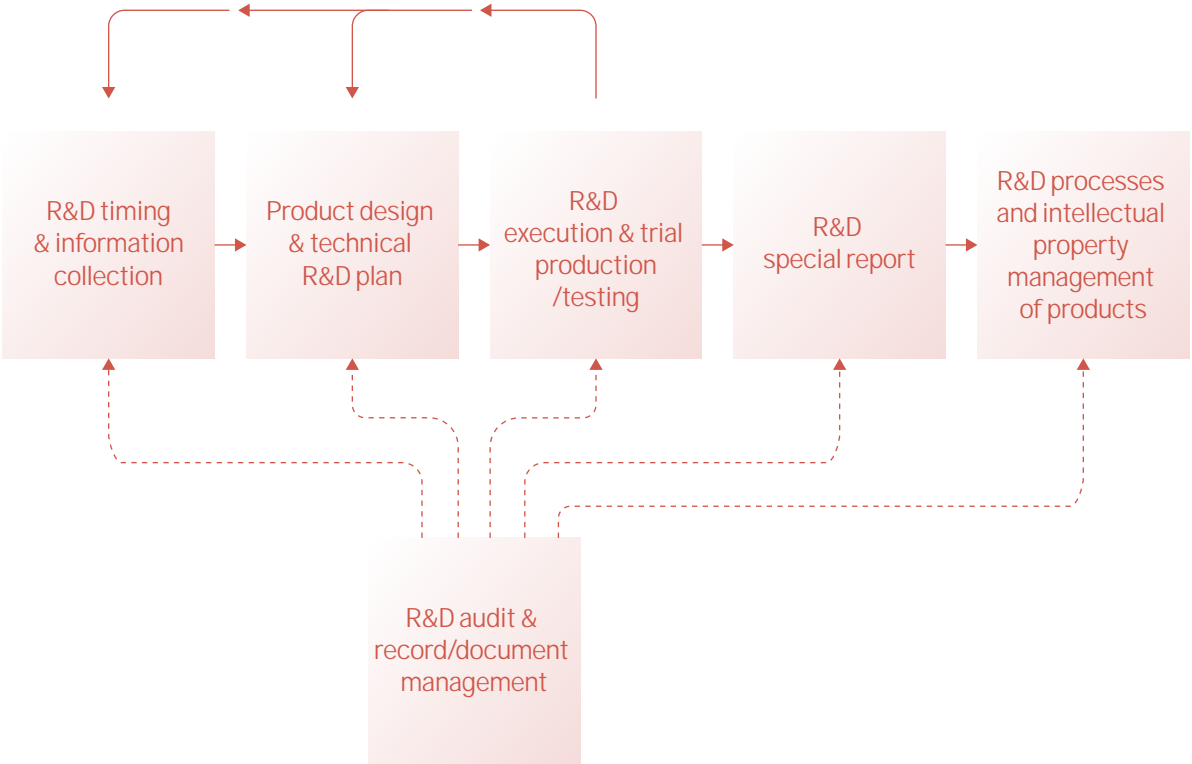 R&D timing
& information
collection
Product design
& technical
R&D plan
R&D
execution & trial
production
/testing
R&D
special report
R&D processes
and intellectual
property
management
of products
R&D audit &
record/document
management